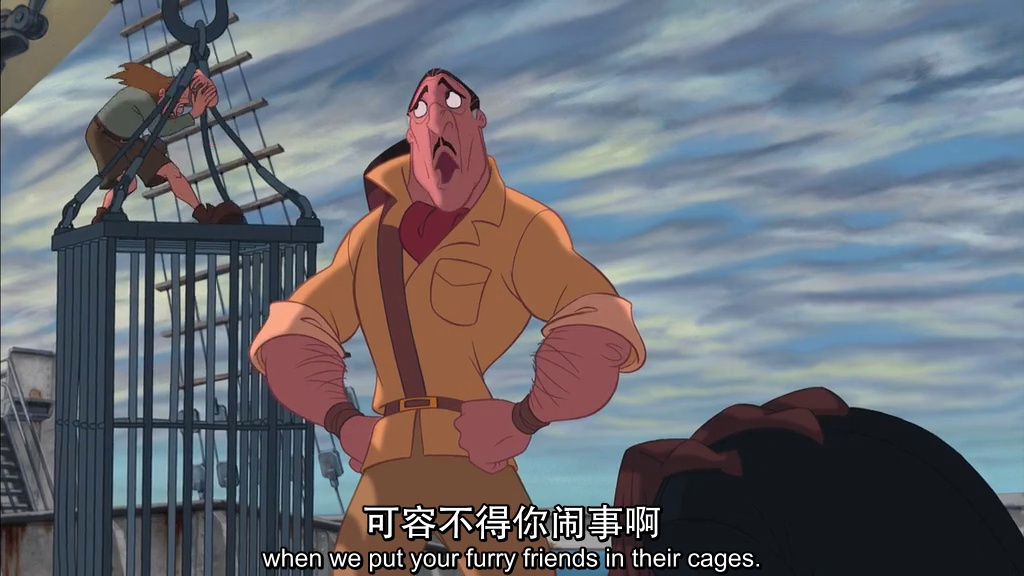 可容不得你闹事啊
when we put your furry friends in their cages.